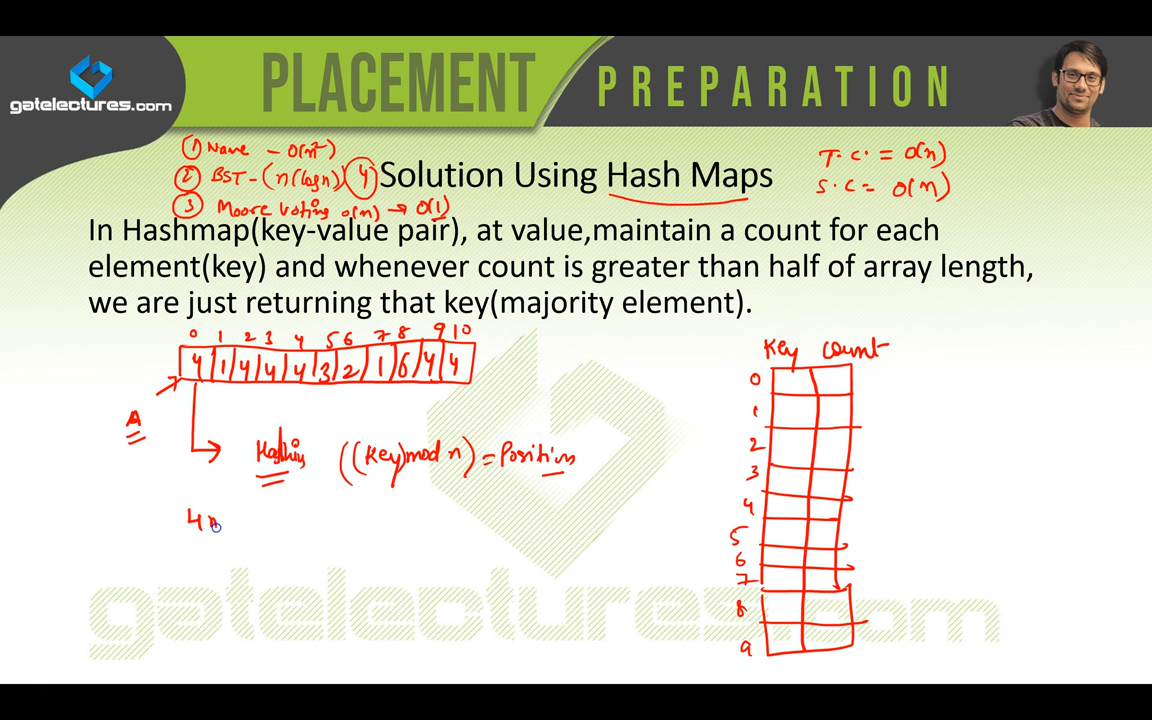 gatelectures.com
PLACEMENT PREPARATION
① Naive – O(n²)
② BST – (n(logn))
③ Moore Voting O(n) → O(1)
④ Solution Using Hash Maps
T.C. = O(n)
S.C = O(n)
In Hashmap(key-value pair), at value,maintain a count for each
element(key) and whenever count is greater than half of array length,
we are just returning that key(majority element).
0 1 2 3 4 5 6 7 8 9 10
4 1 4 4 4 3 2 1 6 4 4
A
Hashing ((Key)mod n) = Position
4
Key count
0
1
2
3
4
5
6
7
8
9
gatelectures.com